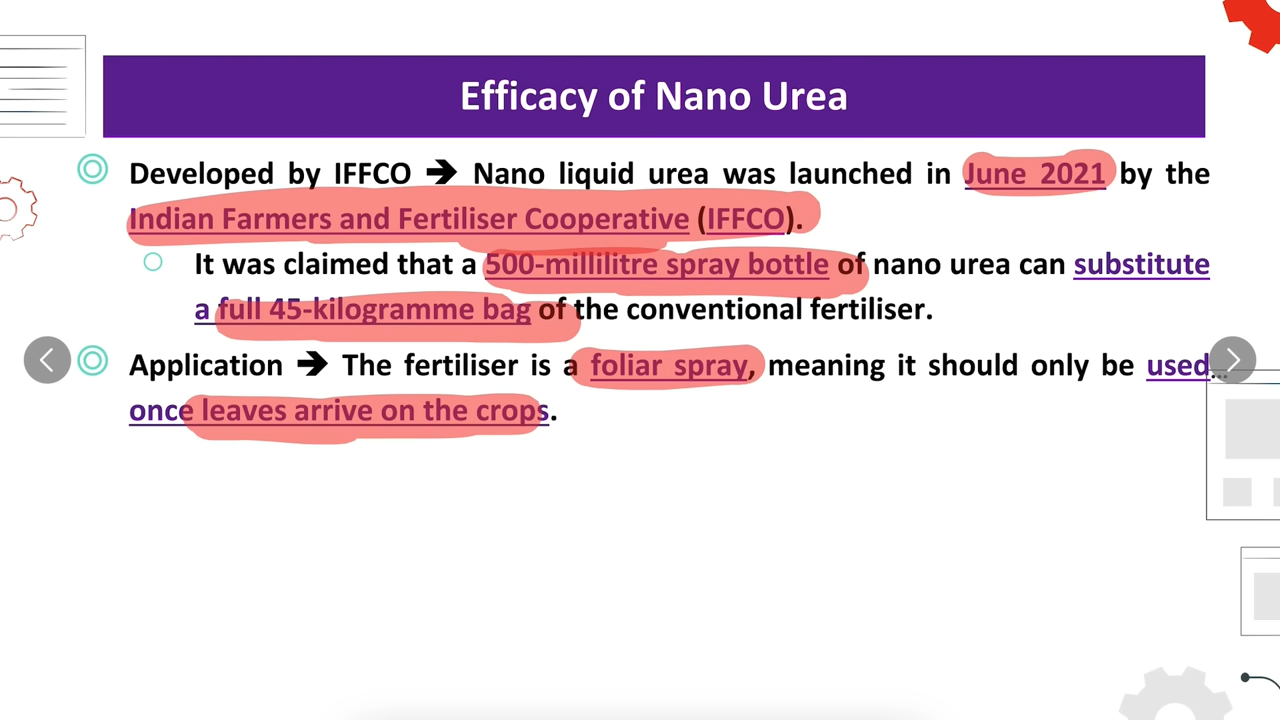 Efficacy of Nano Urea
Developed by IFFCO 🡺 Nano liquid urea was launched in June 2021 by the
Indian Farmers and Fertiliser Cooperative (IFFCO).
It was claimed that a 500-millilitre spray bottle of nano urea can substitute
a full 45-kilogramme bag of the conventional fertiliser.
Application 🡺 The fertiliser is a foliar spray, meaning it should only be used
once leaves arrive on the crops.